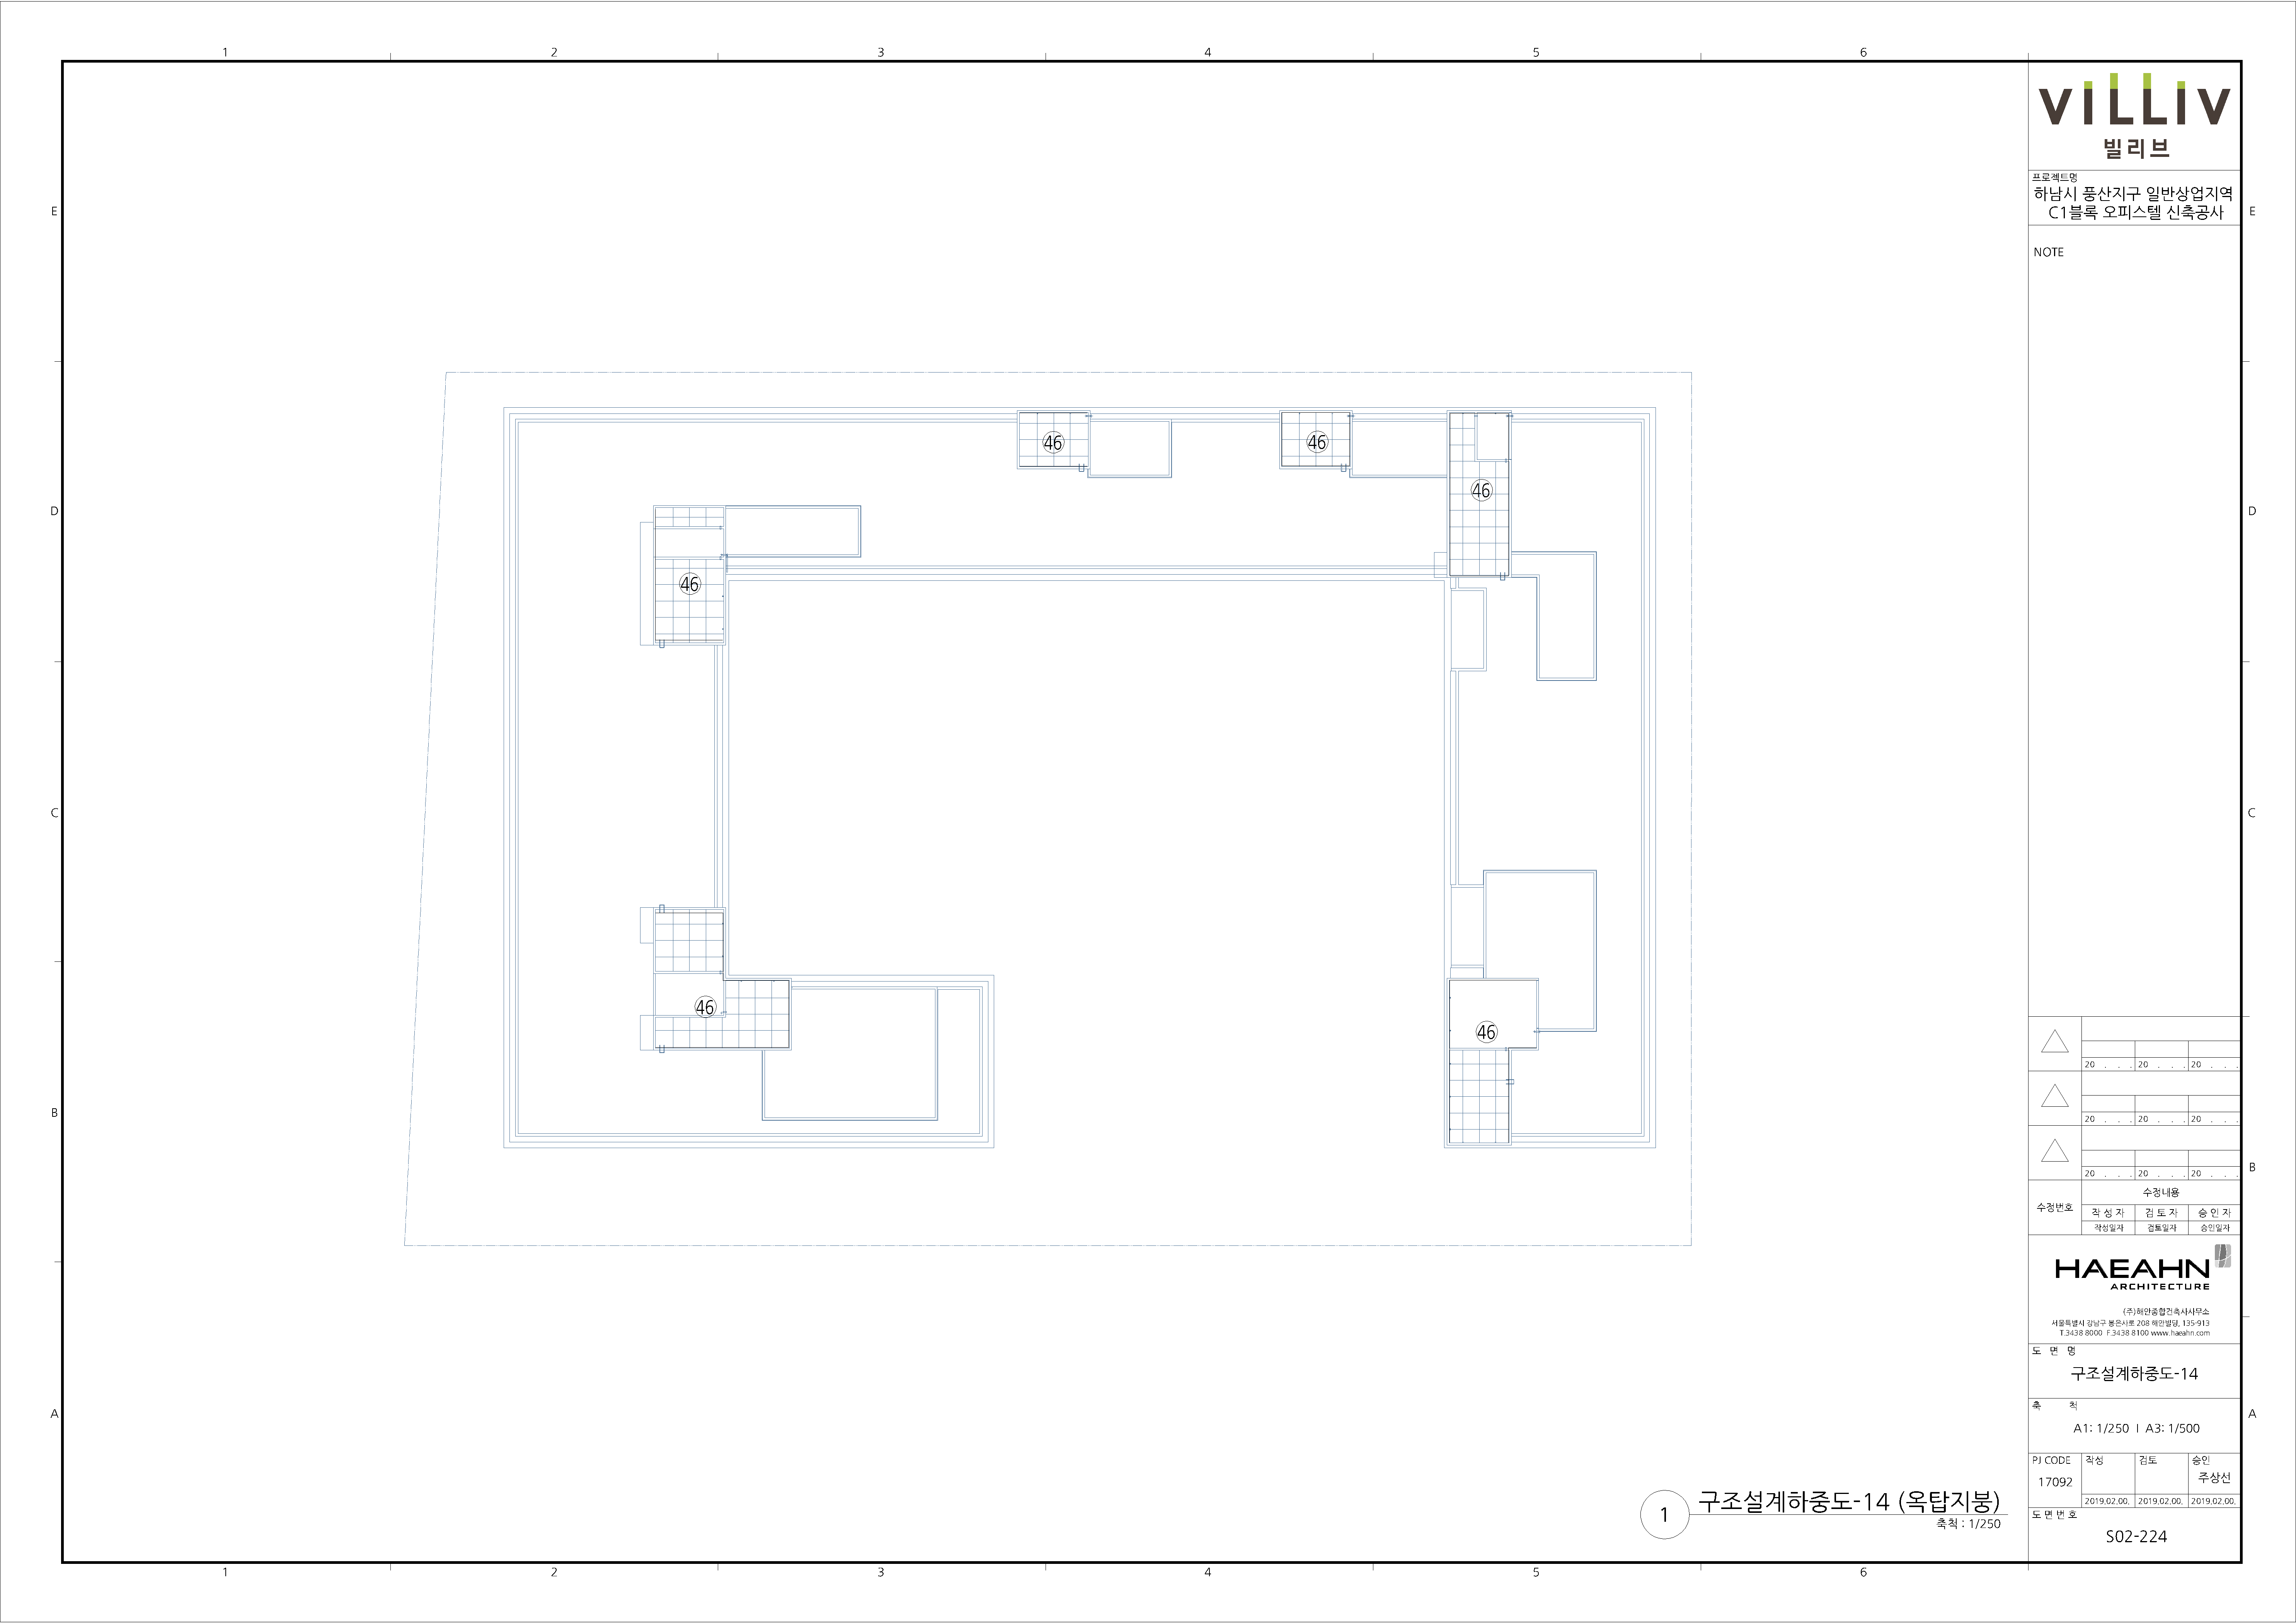 1 2 3 4 5 6
VILLIV
빌리브
프로젝트명
하남시 풍산지구 일반상업지역
C1블록 오피스텔 신축공사
E E
NOTE
46 46
46
D D
46
C C
46
46
20 . . . 20 . . . 20 . . .
B
20 . . . 20 . . . 20 . . .
B
20 . . . 20 . . . 20 . . .
수정내용
수정번호
작 성 자 검 토 자 승 인 자
작성일자 검토일자 승인일자
HAEAHN
ARCHITECTURE
(주)해안종합건축사사무소
서울특별시 강남구 봉은사로 208 해안빌딩, 135-913
T.3438 8000 F.3438 8100 www.haeahn.com
도 면 명
구조설계하중도-14
축 척
A A
A1: 1/250 I A3: 1/500
PJ CODE 작성 검토 승인
17092 주상선
2019.02.00. 2019.02.00. 2019.02.00.
1 구조설계하중도-14 (옥탑지붕)
축척 : 1/250
도 면 번 호
S02-224
1 2 3 4 5 6